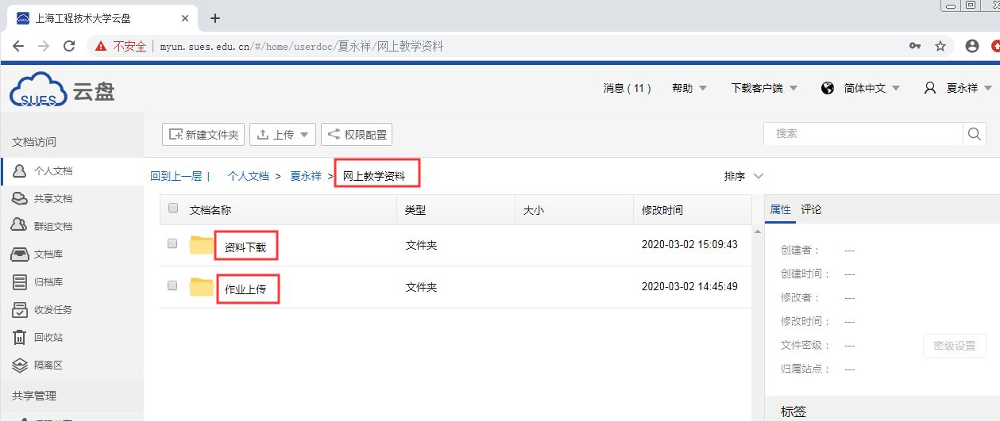 上海工程技术大学云盘
不安全 myun.sues.edu.cn/#/home/userdoc/夏永祥/网上教学资料
SUES 云盘
消息 ( 11 ) 帮助 下载客户端 简体中文 夏永祥
文档访问
新建文件夹 上传 权限配置 搜索
个人文档
回到上一层 | 个人文档 > 夏永祥 > 网上教学资料 排序
共享文档
文档名称 类型 大小 修改时间 属性 评论
群组文档
资料下载 文件夹 2020-03-02 15:09:43
创建者： ---
文档库
创建时间： ---
归档库
作业上传 文件夹 2020-03-02 14:45:49
修改者： ---
收发任务
修改时间： ---
回收站
文件密级： --- 密级设置
隔离区
归属站点： ---
共享管理
标签